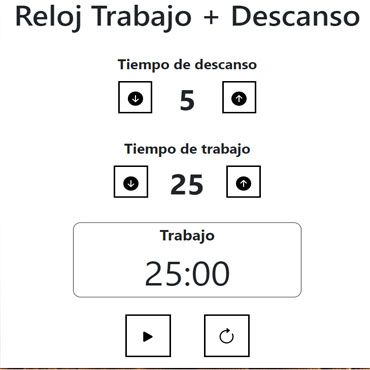 Reloj Trabajo + Descanso
Tiempo de descanso
5
Tiempo de trabajo
25
Trabajo
25:00